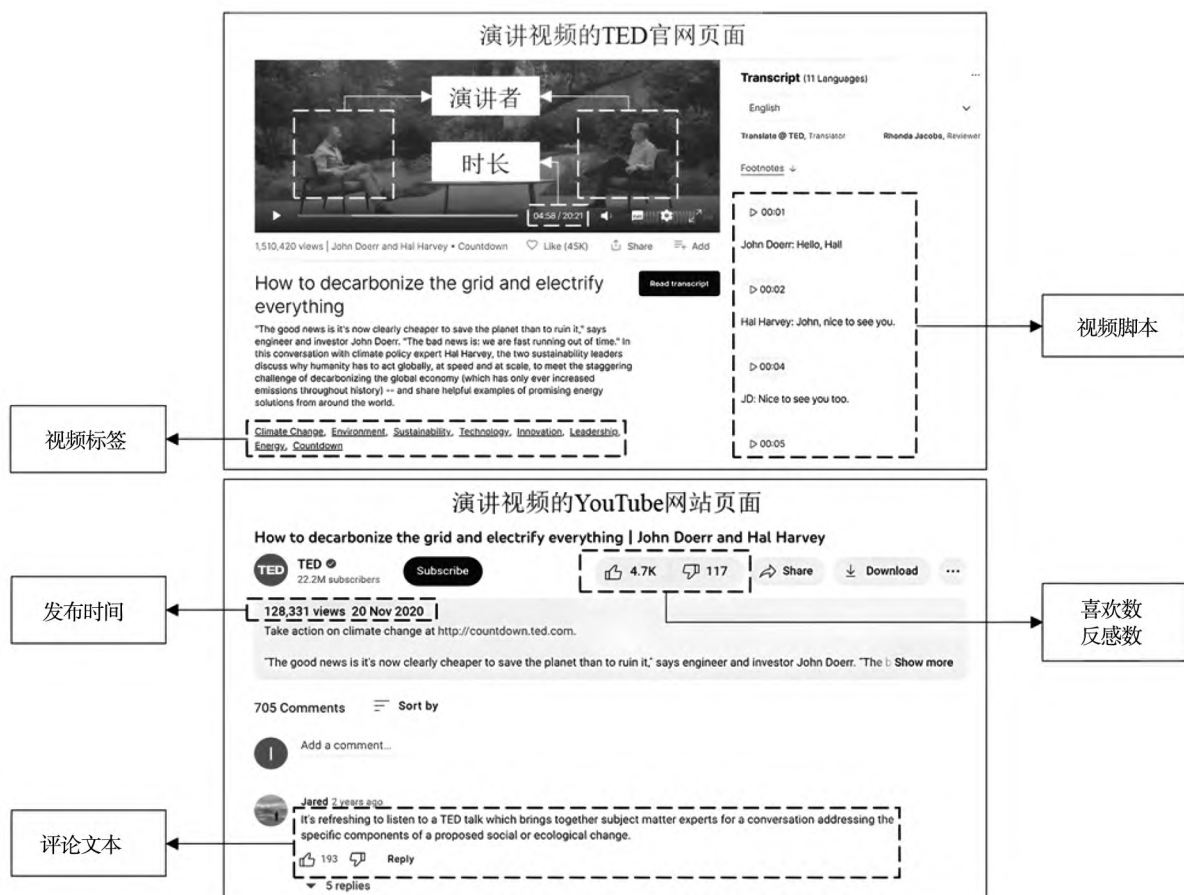 演讲视频的TED官网页面
演讲者
时长
04:58 / 20:21
1,510,420 views | John Doerr and Hal Harvey • Countdown
Like (45K)
Share
Add
How to decarbonize the grid and electrify
everything
Read transcript
"The good news is it's now clearly cheaper to save the planet than to ruin it," says
engineer and investor John Doerr. "The bad news is: we are fast running out of time." In
this conversation with climate policy expert Hal Harvey, the two sustainability leaders
discuss why humanity has to act globally, at speed and at scale, to meet the staggering
challenge of decarbonizing the global economy (which has only ever increased
emissions throughout history) -- and share helpful examples of promising energy
solutions from around the world.
Climate Change, Environment, Sustainability, Technology, Innovation, Leadership,
Energy, Countdown
Transcript (11 Languages)
...
English
Translate @ TED, Translator
Rhonda Jacobs, Reviewer
Footnotes
00:01
John Doerr: Hello, Hal!
00:02
Hal Harvey: John, nice to see you.
00:04
JD: Nice to see you too.
00:05
视频脚本
视频标签
演讲视频的YouTube网站页面
How to decarbonize the grid and electrify everything | John Doerr and Hal Harvey
TED
TED
22.2M subscribers
Subscribe
4.7K
117
Share
Download
...
128,331 views 20 Nov 2020
Take action on climate change at http://countdown.ted.com.
"The good news is it's now clearly cheaper to save the planet than to ruin it," says engineer and investor John Doerr. "The b Show more
发布时间
喜欢数
反感数
705 Comments
Sort by
I
Add a comment...
Jared 2 years ago
It's refreshing to listen to a TED talk which brings together subject matter experts for a conversation addressing the
specific components of a proposed social or ecological change.
193
Reply
5 replies
评论文本